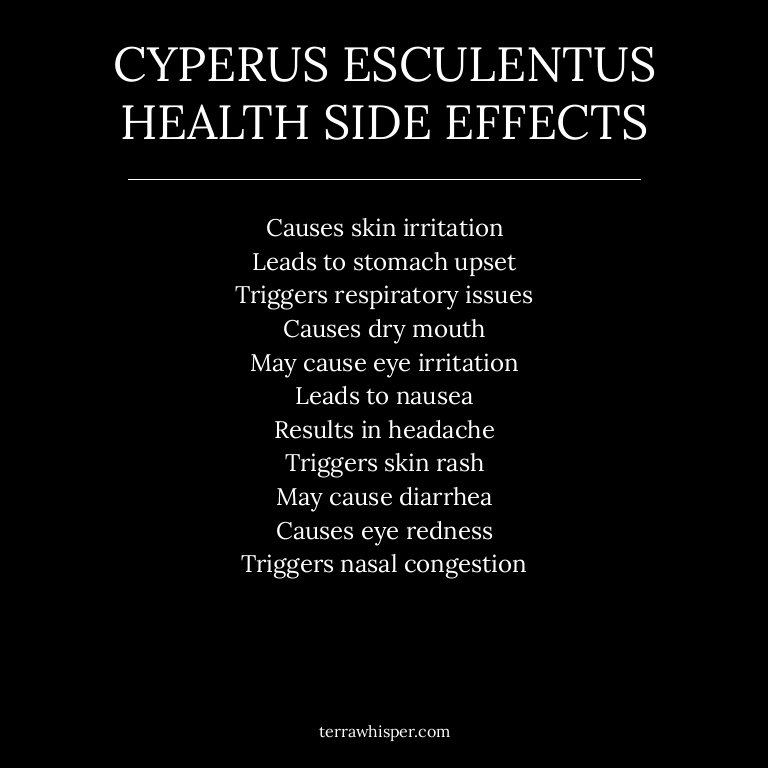 CYPERUS ESCULENTUS
HEALTH SIDE EFFECTS
Causes skin irritation
Leads to stomach upset
Triggers respiratory issues
Causes dry mouth
May cause eye irritation
Leads to nausea
Results in headache
Triggers skin rash
May cause diarrhea
Causes eye redness
Triggers nasal congestion
terrawhisper.com